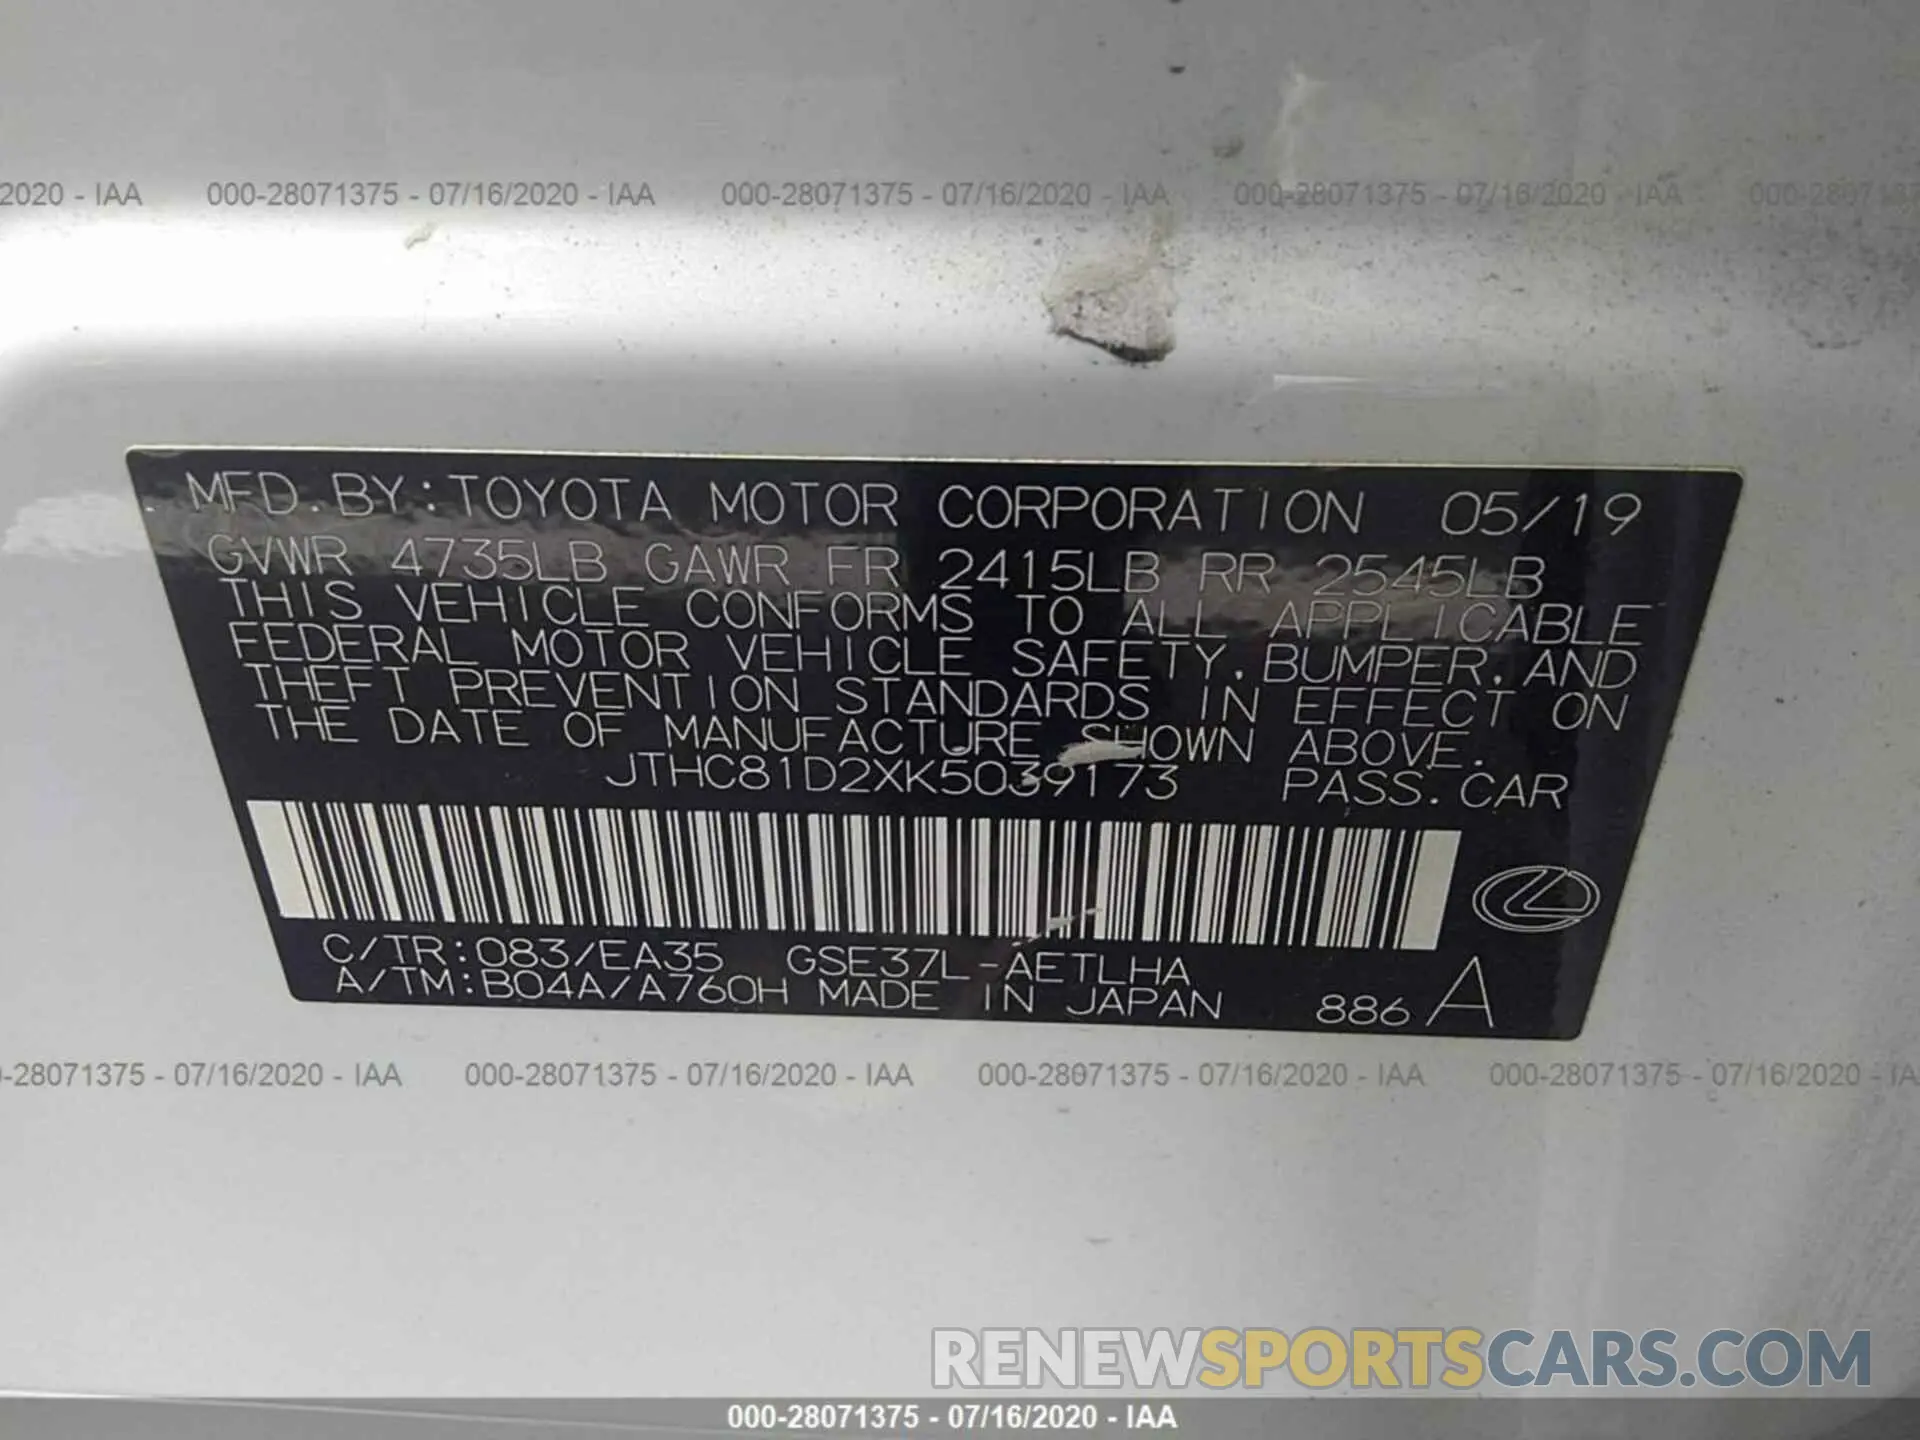 2020 - IAA 000-28071375 - 07/16/2020 - IAA 000-28071375 - 07/16/2020 - IAA 000-28071375 - 07/16/2020 - IAA 000-280713
MFD. BY: TOYOTA MOTOR CORPORATION 05/19
GVWR 4735LB GAWR FR 2415LB RR 2545LB
THIS VEHICLE CONFORMS TO ALL APPLICABLE
FEDERAL MOTOR VEHICLE SAFETY, BUMPER, AND
THEFT PREVENTION STANDARDS IN EFFECT ON
THE DATE OF MANUFACTURE SHOWN ABOVE.
JTHC81D2XK5039173 PASS. CAR
C/TR:083/EA35 GSE37L-AETLHA
A/TM:B04A/A760H MADE IN JAPAN 886 A
-28071375 - 07/16/2020 - IAA 000-28071375 - 07/16/2020 - IAA 000-28071375 - 07/16/2020 - IAA 000-28071375 - 07/16/2020 - IA
RENEWSPORTSCARS.COM
000-28071375 - 07/16/2020 - IAA